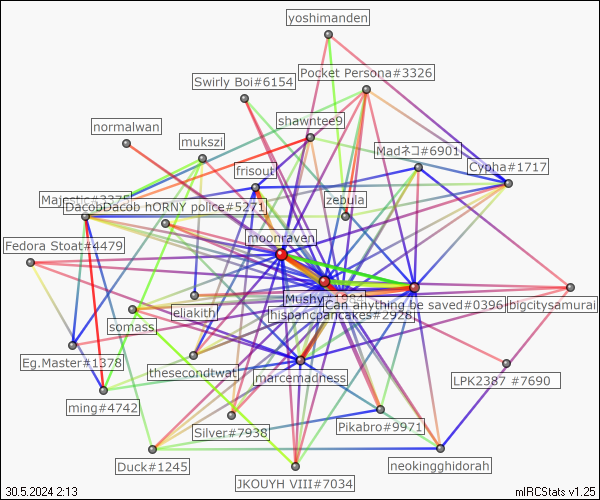 yoshimanden
Pocket Persona#3326
Swirly Boi#6154
shawntee9
normalwan
mukszi
Madネコ#6901
Cypha#1717
frisout
Majestic#3375
DacobDacob hORNY police#5271
zebula
moonraven
Fedora Stoat#4479
Mushy#1984
Can anything be saved#0396
bigcitysamurai
eliakith
hispancpancakes#2928
somass
Eg.Master#1378
thesecondtwat
marcemadness
LPK2387 #7690
ming#4742
Silver#7938
Pikabro#9971
Duck#1245
neokingghidorah
JKOUYH VIII#7034
30.5.2024 2:13
mIRCStats v1.25